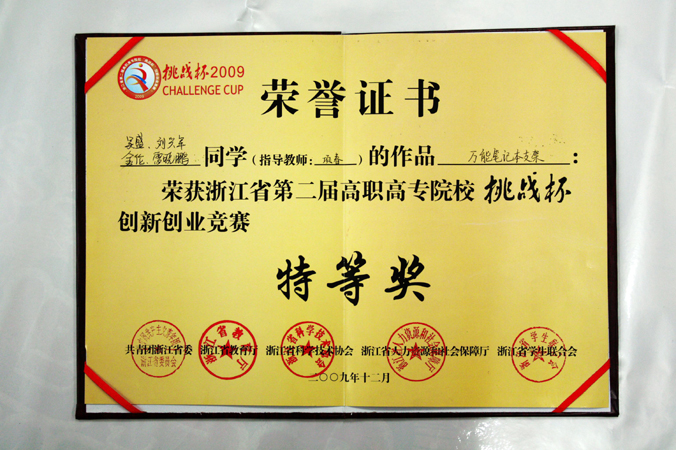 挑战杯2009
CHALLENGE CUP
荣誉证书
吴盛、刘少军
金伦、雷晓鹏 同学(指导教师:承春)的作品 万能笔记本支架:
荣获浙江省第二届高职高专院校 挑战杯
创新创业竞赛
特等奖
共青团浙江省委 浙江省教育厅 浙江省科学技术协会 浙江省人力资源和社会保障厅 浙江省学生联合会
二〇〇九年十二月